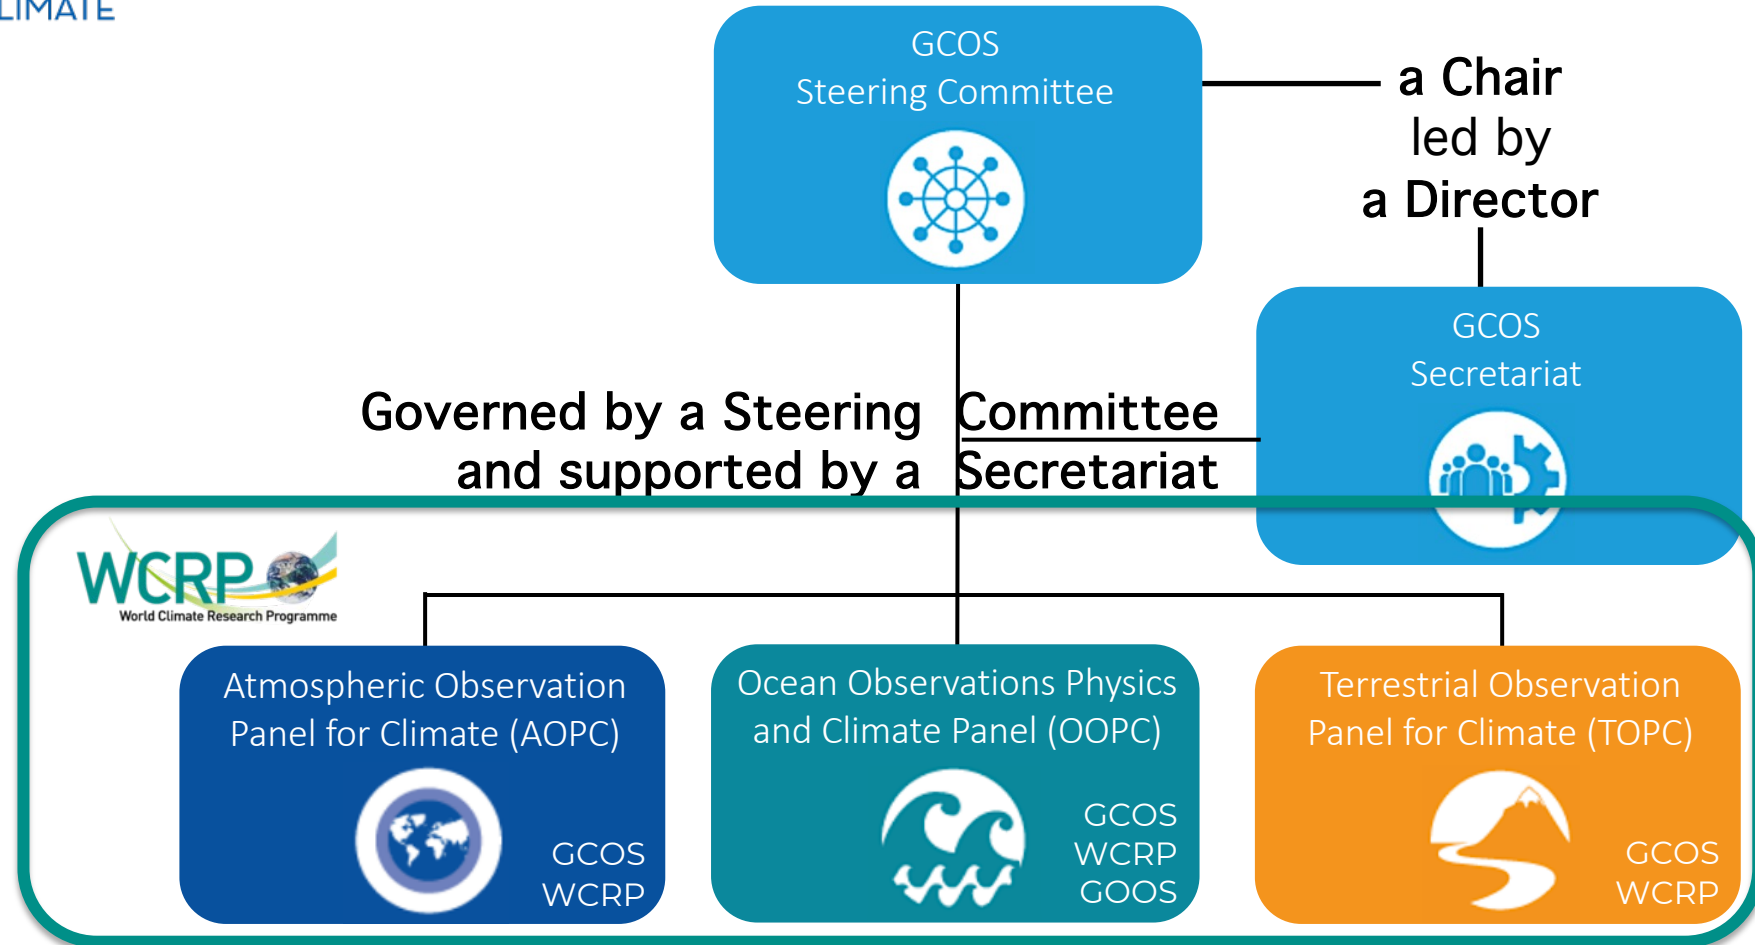 CLIMATE
GCOS
Steering Committee
a Chair
led by
a Director
GCOS
Secretariat
Governed by a Steering Committee
and supported by a Secretariat
WCRP
World Climate Research Programme
Atmospheric Observation
Panel for Climate (AOPC)
GCOS
WCRP
Ocean Observations Physics
and Climate Panel (OOPC)
GCOS
WCRP
GOOS
Terrestrial Observation
Panel for Climate (TOPC)
GCOS
WCRP